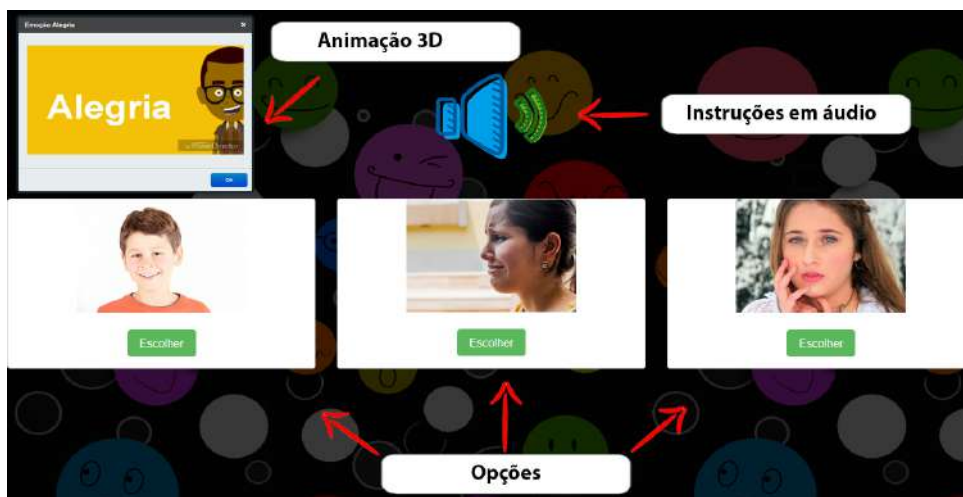 Emoção Alegria
Animação 3D
Alegria
Instruções em áudio
Escolher
Escolher
Escolher
Opções